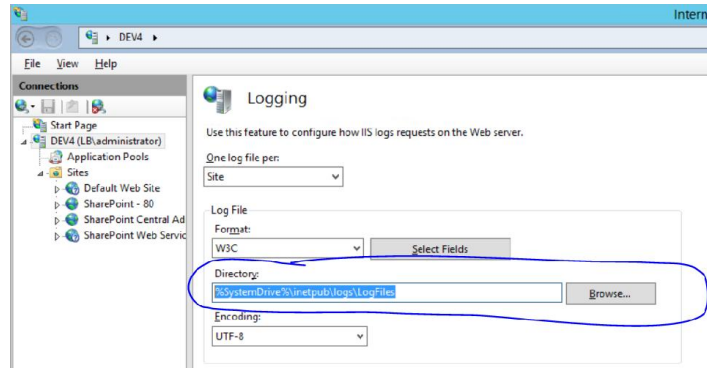 Intern
DEV4
File View Help
Connections
Start Page
DEV4 (LB\administrator)
Application Pools
Sites
Default Web Site
SharePoint - 80
SharePoint Central Ad
SharePoint Web Servic
Logging
Use this feature to configure how IIS logs requests on the Web server.
One log file per:
Site
Log File
Format:
W3C
Select Fields
Directory:
%SystemDrive%\inetpub\logs\LogFiles
Browse...
Encoding:
UTF-8